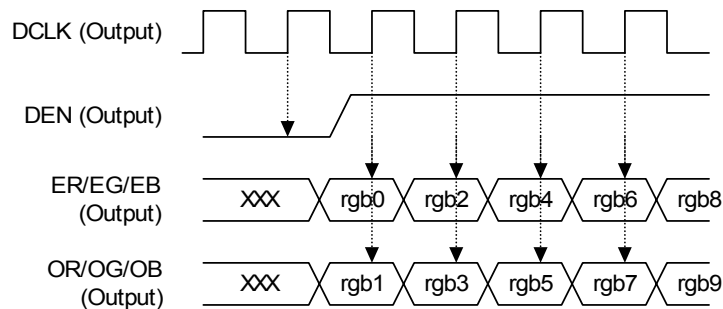 DCLK (Output)
DEN (Output)
ER/EG/EB
(Output)
XXX rgb0 rgb2 rgb4 rgb6 rgb8
OR/OG/OB
(Output)
XXX rgb1 rgb3 rgb5 rgb7 rgb9